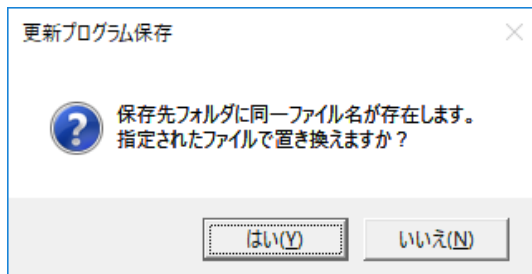 更新プログラム保存
保存先フォルダに同一ファイル名が存在します。
指定されたファイルで置き換えますか？
はい(Y)
いいえ(N)